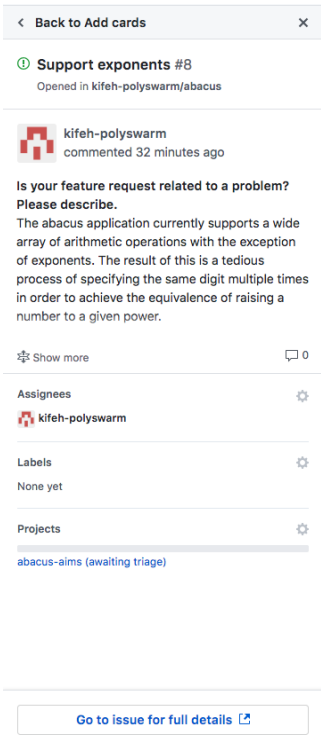 Back to Add cards
Support exponents #8
Opened in kifeh-polyswarm/abacus
kifeh-polyswarm
commented 32 minutes ago
Is your feature request related to a problem?
Please describe.
The abacus application currently supports a wide
array of arithmetic operations with the exception
of exponents. The result of this is a tedious
process of specifying the same digit multiple times
in order to achieve the equivalence of raising a
number to a given power.
Show more 0
Assignees
kifeh-polyswarm
Labels
None yet
Projects
abacus-aims (awaiting triage)
Go to issue for full details